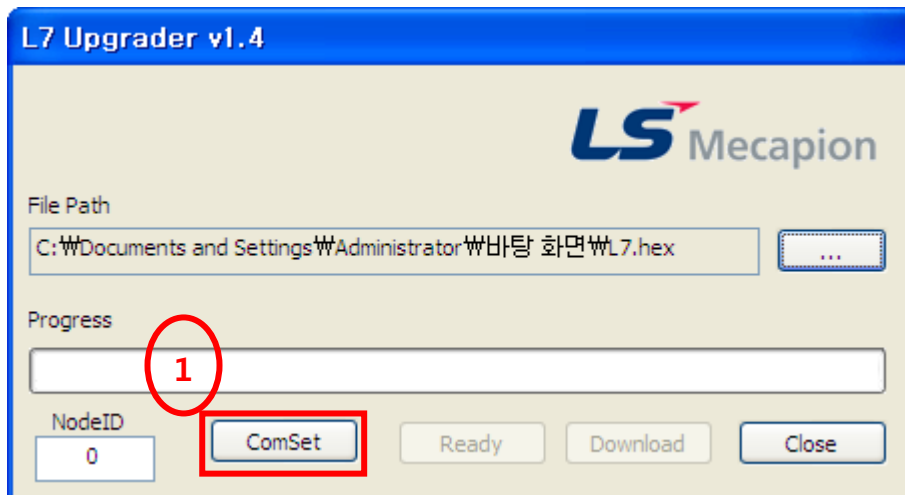 L7 Upgrader v1.4
LS Mecapion
File Path
C:₩Documents and Settings₩Administrator₩바탕 화면₩L7.hex
...
Progress
1
NodeID
0
ComSet
Ready
Download
Close